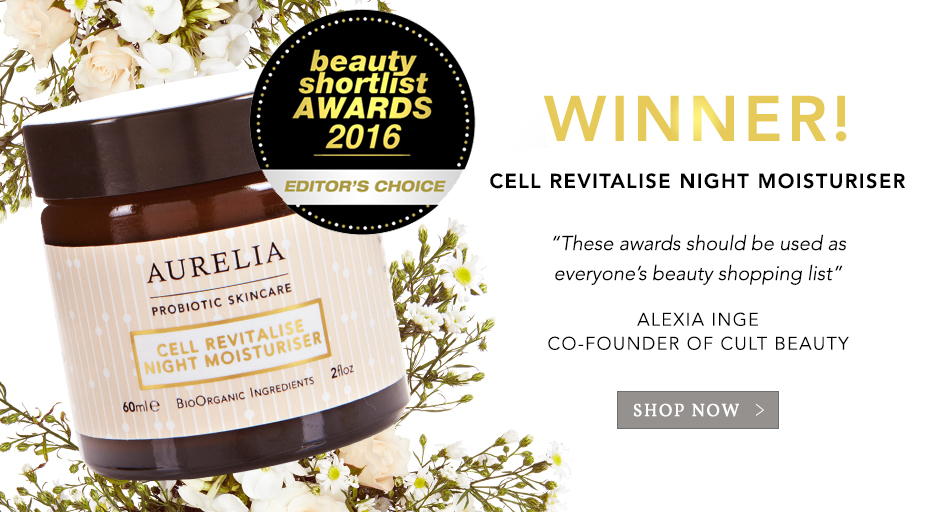 beauty
shortlist
AWARDS
2016
EDITOR'S CHOICE
AURELIA
PROBIOTIC SKINCARE
CELL REVITALISE
NIGHT MOISTURISER
60ml℮ BIOORGANIC INGREDIENTS 2floz
WINNER!
CELL REVITALISE NIGHT MOISTURISER
“These awards should be used as
everyone’s beauty shopping list”
ALEXIA INGE
CO-FOUNDER OF CULT BEAUTY
SHOP NOW >